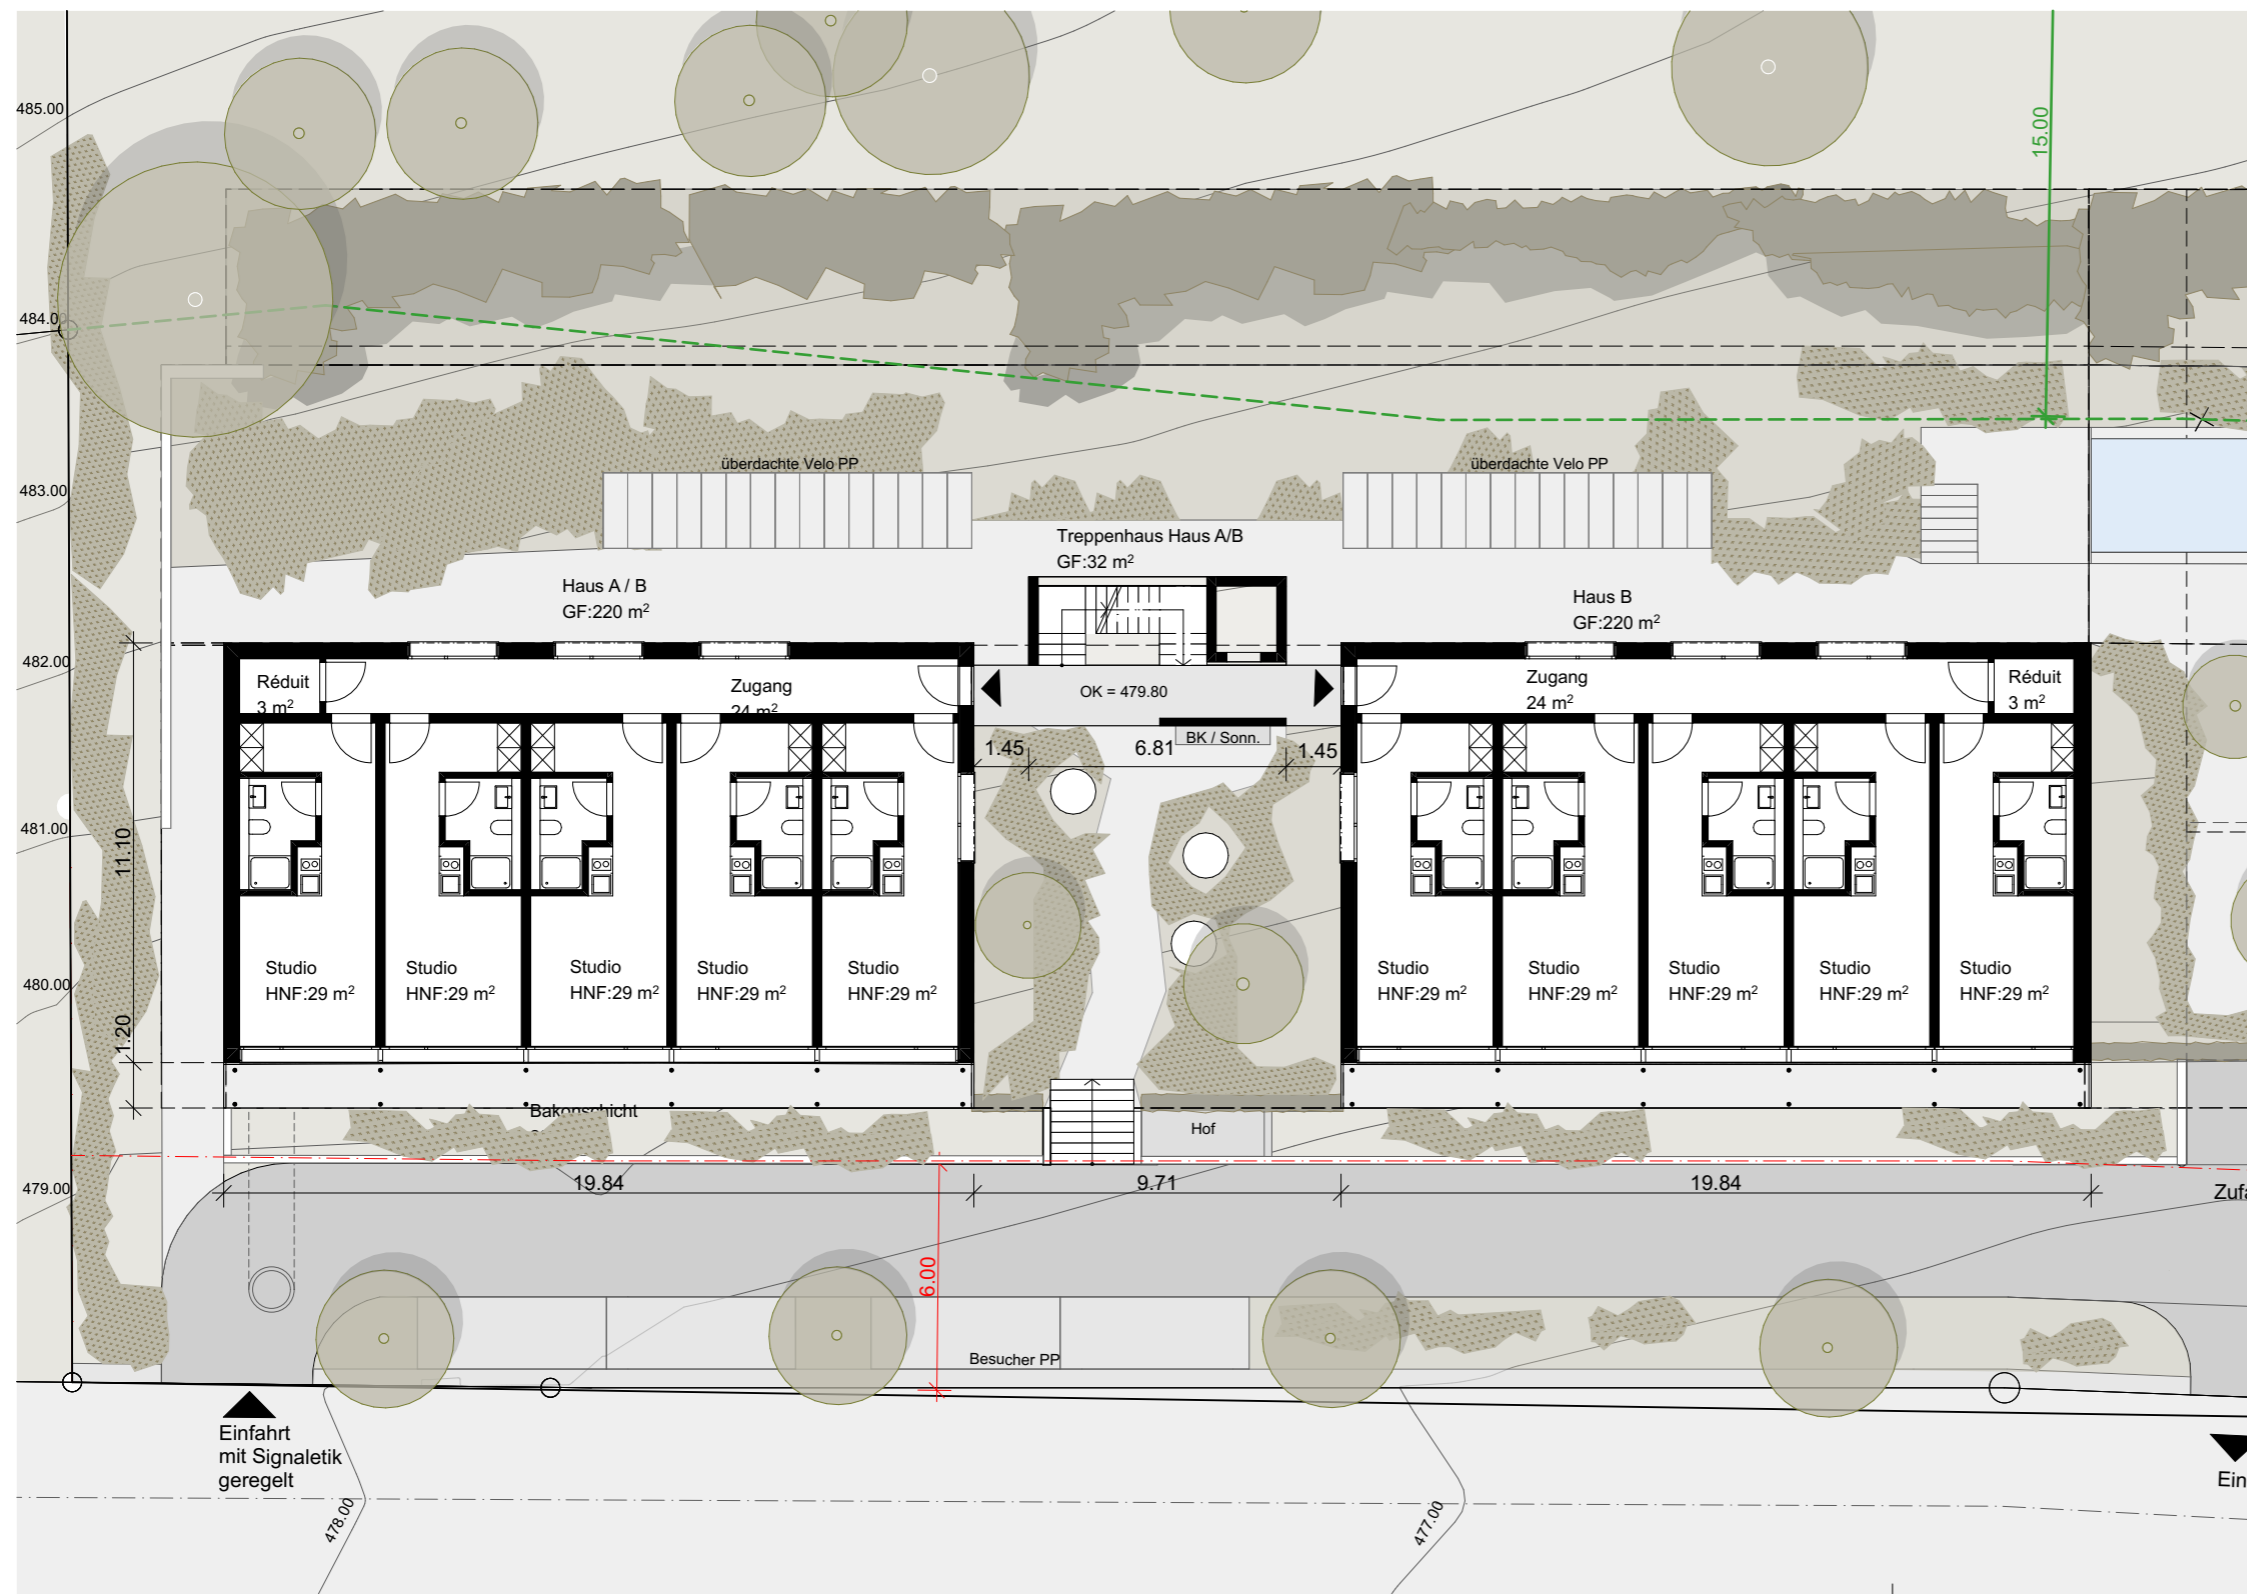 485.00
15.00
484.00
überdachte Velo PP
überdachte Velo PP
483.00
Treppenhaus Haus A/B
GF:32 m²
Haus A / B
GF:220 m²
Haus B
GF:220 m²
482.00
Réduit
3 m²
Zugang
24 m²
OK = 479.80
Zugang
24 m²
Réduit
3 m²
BK / Sonn.
1.45
6.81
1.45
481.00
11.10
480.00
Studio
HNF:29 m²
Studio
HNF:29 m²
Studio
HNF:29 m²
Studio
HNF:29 m²
Studio
HNF:29 m²
Studio
HNF:29 m²
Studio
HNF:29 m²
Studio
HNF:29 m²
Studio
HNF:29 m²
Studio
HNF:29 m²
1.20
Bakonschicht
Hof
479.00
19.84
9.71
19.84
Zufa
6.00
Besucher PP
Einfahrt
mit Signaletik
geregelt
Ein
478.00
477.00